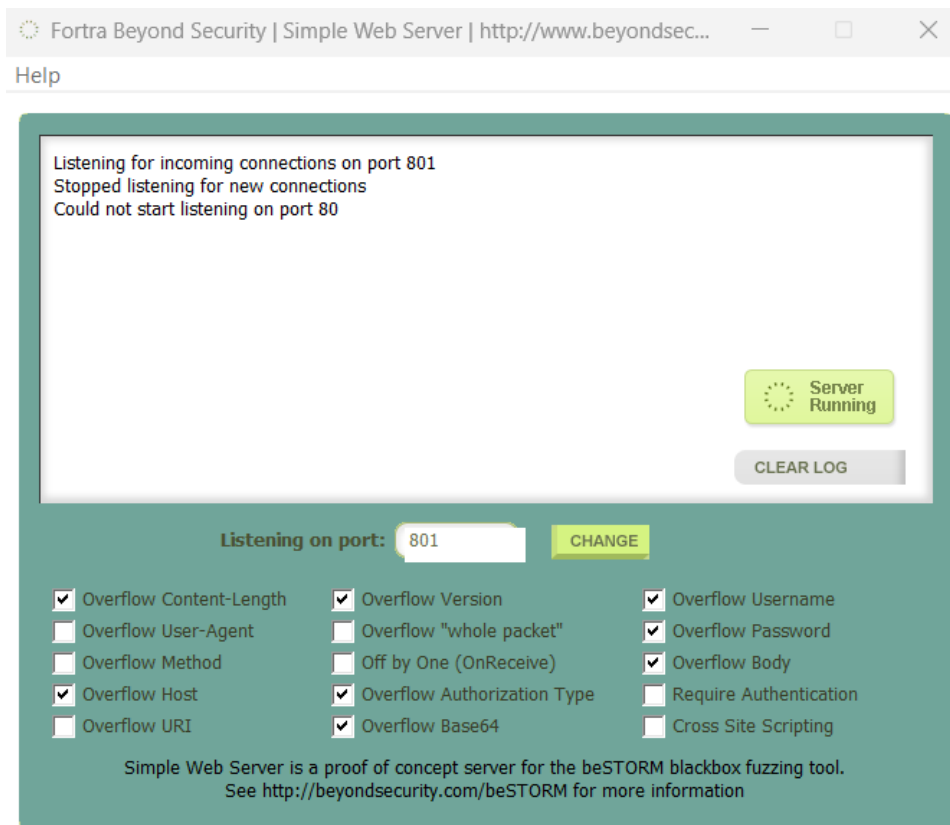 Fortra Beyond Security | Simple Web Server | http://www.beyondsec...
Help
Listening for incoming connections on port 801
Stopped listening for new connections
Could not start listening on port 80
Server
Running
CLEAR LOG
Listening on port: 801 CHANGE
Overflow Content-Length Overflow Version Overflow Username
Overflow User-Agent Overflow "whole packet" Overflow Password
Overflow Method Off by One (OnReceive) Overflow Body
Overflow Host Overflow Authorization Type Require Authentication
Overflow URI Overflow Base64 Cross Site Scripting
Simple Web Server is a proof of concept server for the beSTORM blackbox fuzzing tool.
See http://beyondsecurity.com/beSTORM for more information